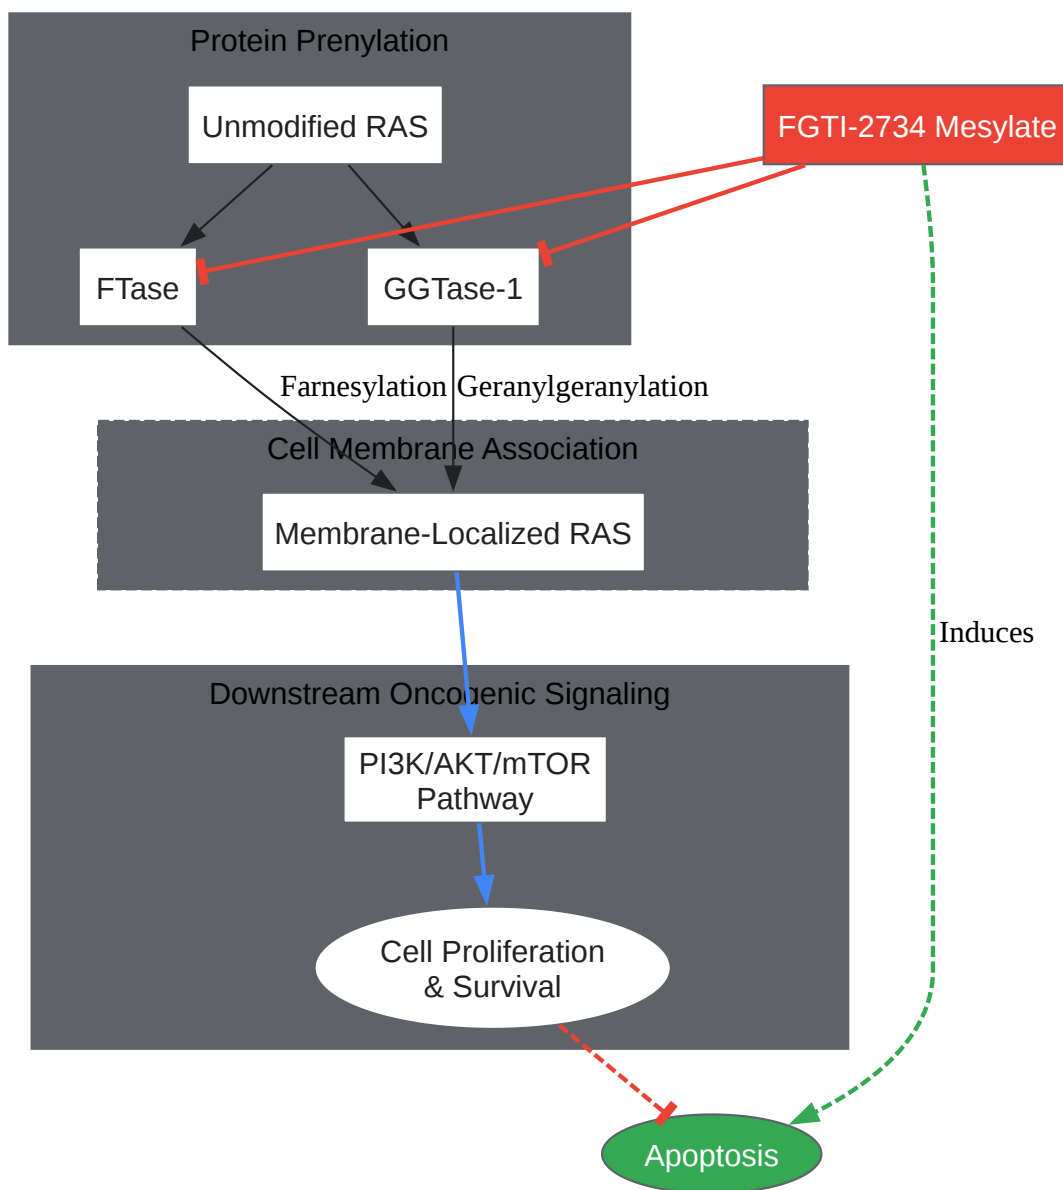 Protein Prenylation
Unmodified RAS
FGTI-2734 Mesylate
FTase
GGTase-1
Farnesylation
Geranylgeranylation
Cell Membrane Association
Membrane-Localized RAS
Induces
Downstream Oncogenic Signaling
PI3K/AKT/mTOR
Pathway
Cell Proliferation
& Survival
Apoptosis